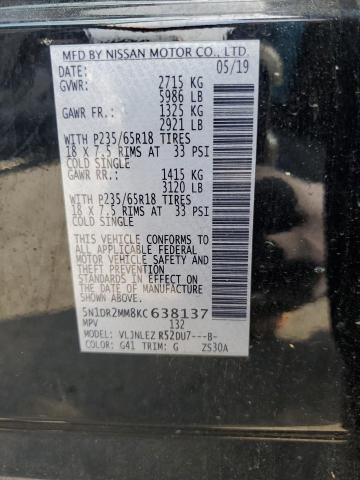 MFD BY NISSAN MOTOR CO., LTD.
DATE: 05/19
GVWR: 2715 KG
5986 LB
GAWR FR: 1325 KG
2921 LB
WITH P235/65R18 TIRES
18 X 7.5 RIMS AT 33 PSI
COLD SINGLE
GAWR RR.: 1415 KG
3120 LB
WITH P235/65R18 TIRES
18 X 7.5 RIMS AT 33 PSI
COLD SINGLE
THIS VEHICLE CONFORMS TO
ALL APPLICABLE FEDERAL
MOTOR VEHICLE SAFETY AND
THEFT PREVENTION
STANDARDS IN EFFECT ON
THE DATE OF MANUFACTURE
SHOWN ABOVE.
5N1DR2MM8KC638137
MPV 132
MODEL: VLJNLEZ R52DU7---B-
COLOR: G41 TRIM: G ZS30A